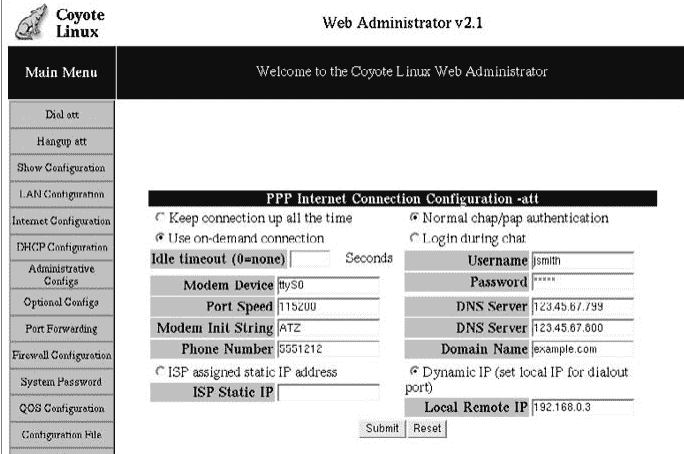 Coyote
Linux
Web Administrator v2.1
Main Menu
Welcome to the Coyote Linux Web Administrator
Dial att
Hangup att
Show Configuration
LAN Configuration
Internet Configuration
DHCP Configuration
Administrative
Configs
Optional Configs
Port Forwarding
Firewall Configuration
System Password
QOS Configuration
Configuration File
PPP Internet Connection Configuration -att
Keep connection up all the time
Normal chap/pap authentication
Use on-demand connection
Login during chat
Idle timeout (0=none) Seconds
Username jsmith
Password *****
Modem Device ttyS0
Port Speed 115200
DNS Server 123.45.67.799
Modem Init String ATZ
DNS Server 123.45.67.800
Phone Number 5551212
Domain Name example.com
ISP assigned static IP address
Dynamic IP (set local IP for dialout
port)
ISP Static IP
Local Remote IP 192.168.0.3
Submit Reset